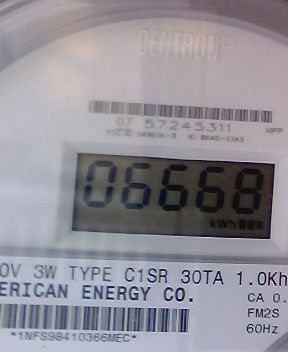 CENTRON®
07 57245311
HPP
06668
kWh
0V 3W TYPE C1SR 30TA 1.0Kh
ERICAN ENERGY CO.
CA 0.
FM2S
60Hz
*1NFS98410366MEC*